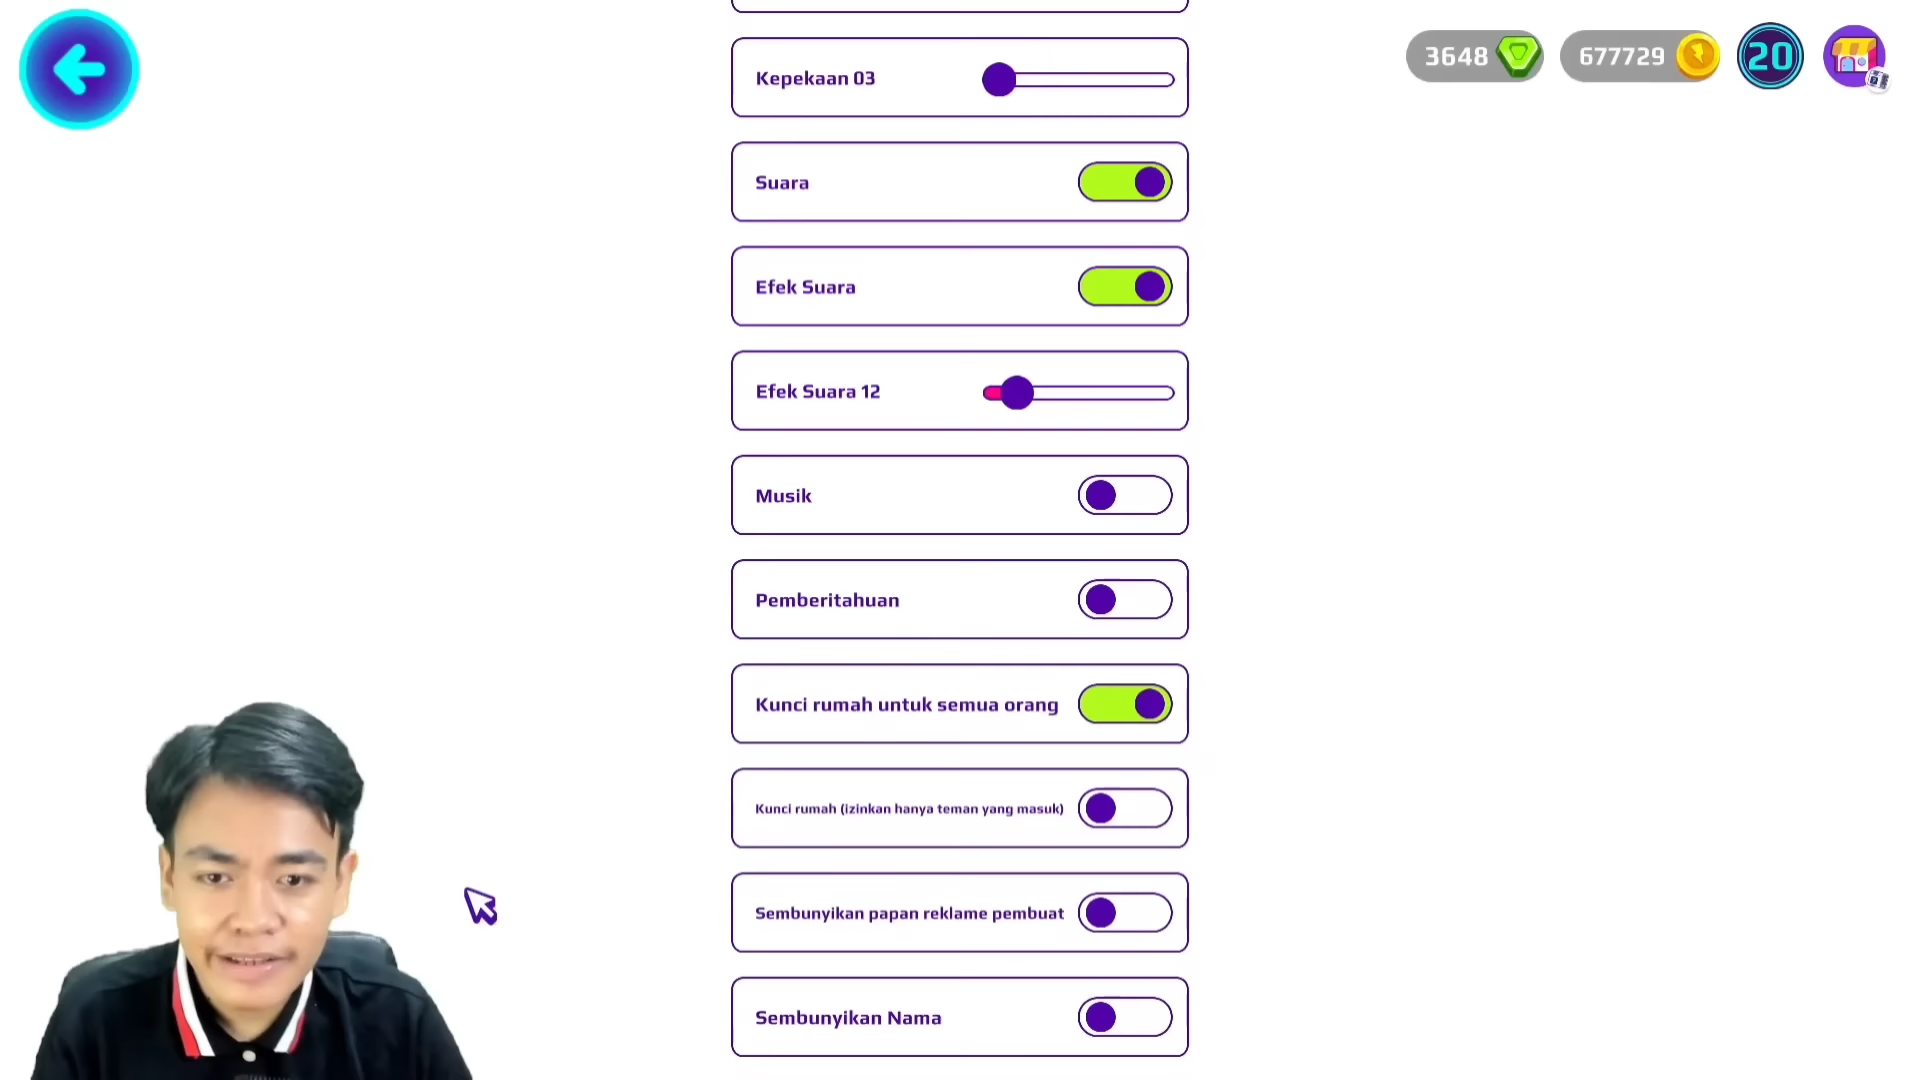 3648
677729
20
Kepekaan 03
Suara
Efek Suara
Efek Suara 12
Musik
Pemberitahuan
Kunci rumah untuk semua orang
Kunci rumah (izinkan hanya teman yang masuk)
Sembunyikan papan reklame pembuat
Sembunyikan Nama